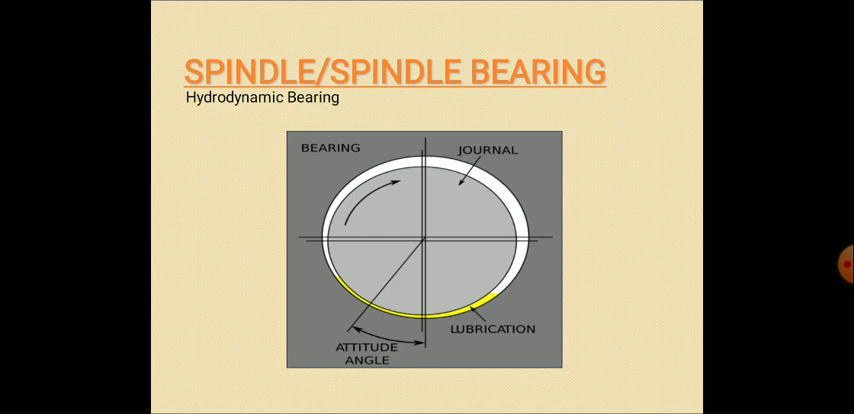 SPINDLE/SPINDLE BEARING
Hydrodynamic Bearing
BEARING
JOURNAL
LUBRICATION
ATTITUDE
ANGLE